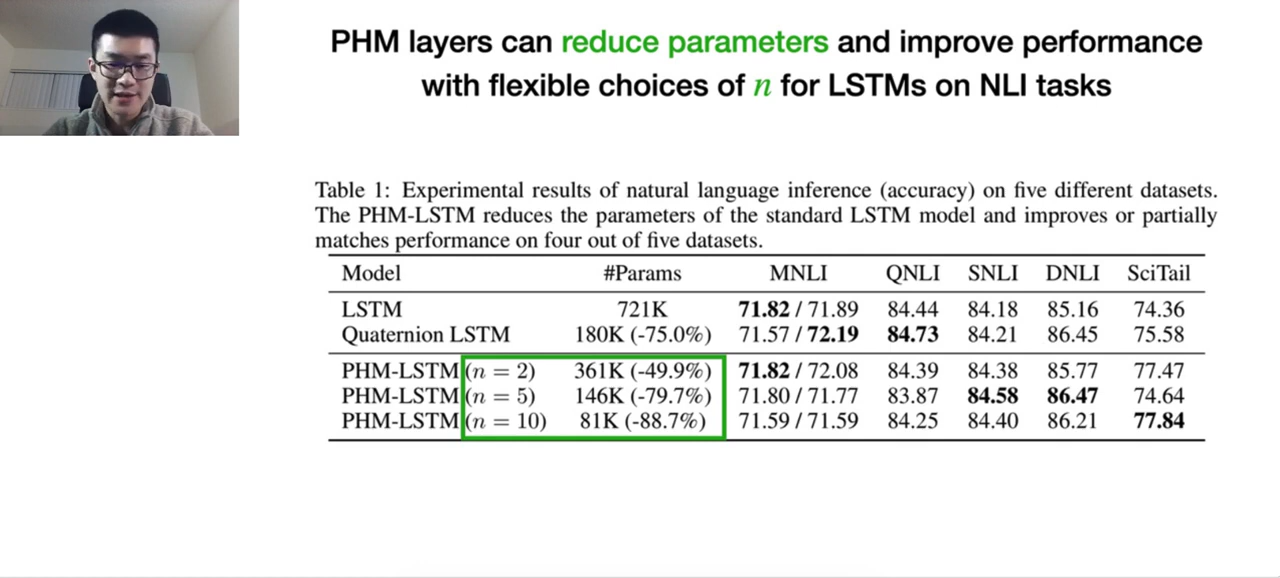 PHM layers can reduce parameters and improve performance
with flexible choices of n for LSTMs on NLI tasks
Table 1: Experimental results of natural language inference (accuracy) on five different datasets.
The PHM-LSTM reduces the parameters of the standard LSTM model and improves or partially
matches performance on four out of five datasets.
Model #Params MNLI QNLI SNLI DNLI SciTail
LSTM 721K 71.82 / 71.89 84.44 84.18 85.16 74.36
Quaternion LSTM 180K (-75.0%) 71.57 / 72.19 84.73 84.21 86.45 75.58
PHM-LSTM (n = 2) 361K (-49.9%) 71.82 / 72.08 84.39 84.38 85.77 77.47
PHM-LSTM (n = 5) 146K (-79.7%) 71.80 / 71.77 83.87 84.58 86.47 74.64
PHM-LSTM (n = 10) 81K (-88.7%) 71.59 / 71.59 84.25 84.40 86.21 77.84